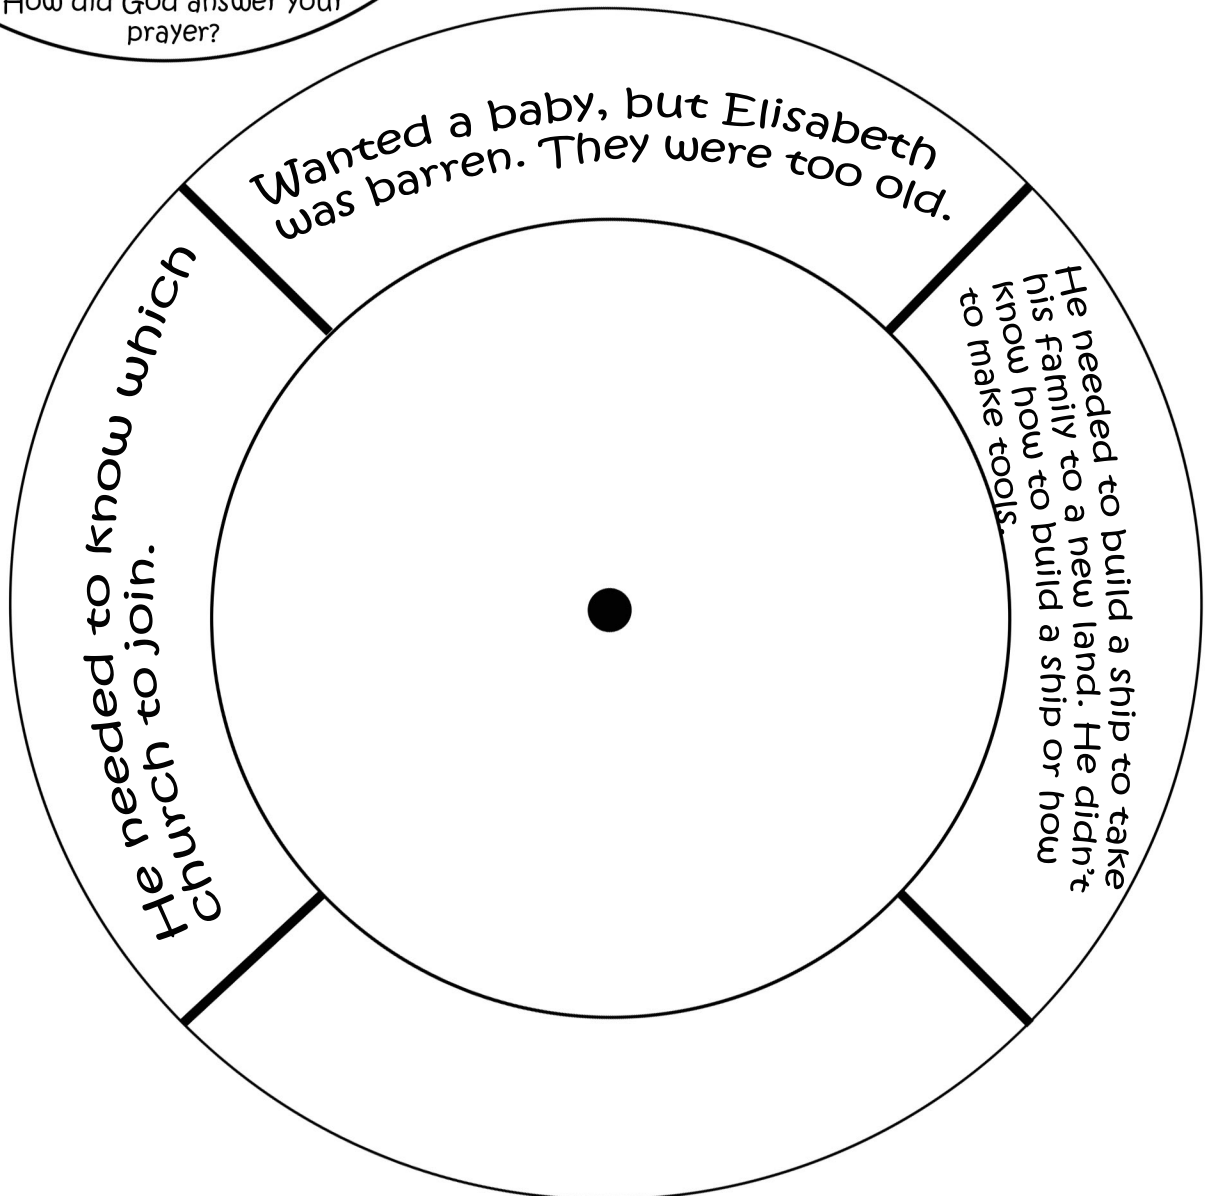 How did God answer your
prayer?
Wanted a baby, but Elisabeth
was barren. They were too old.
He needed to build a ship to take
his family to a new land. He didn't
know how to build a ship or how
to make tools.
He needed to know which
church to join.